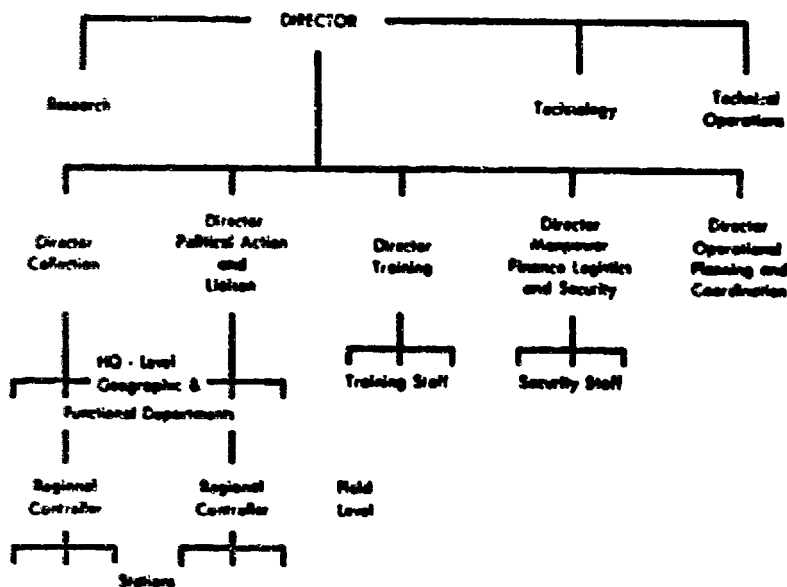 DIRECTOR
Research
Technology
Technical
Operations
Director
Collection
Director
Political Action
and
Liaison
Director
Training
Director
Manpower
Finance Logistics
and Security
Director
Operational
Planning and
Coordination
HQ - Level
Geographic &
Functional Departments
Training Staff
Security Staff
Regional
Controller
Regional
Controller
Field
Level
Stations